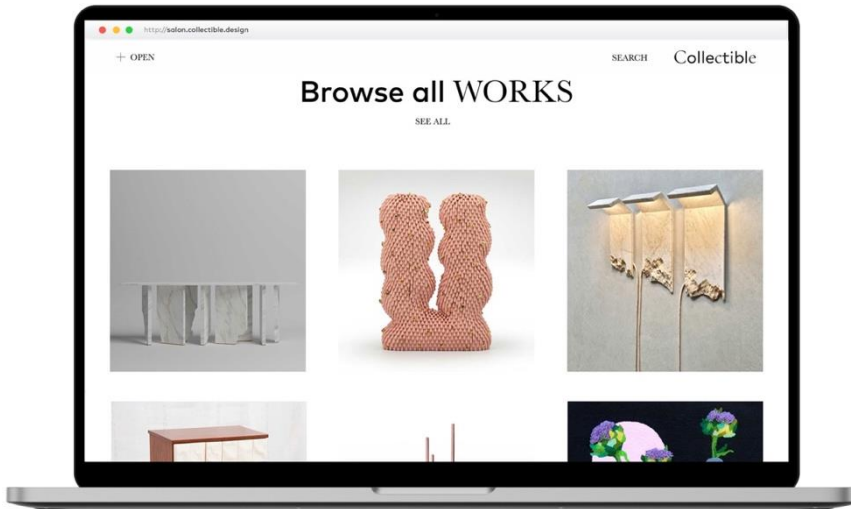 http://salon.collectible.design
+ OPEN
SEARCH
Collectible
Browse all WORKS
SEE ALL